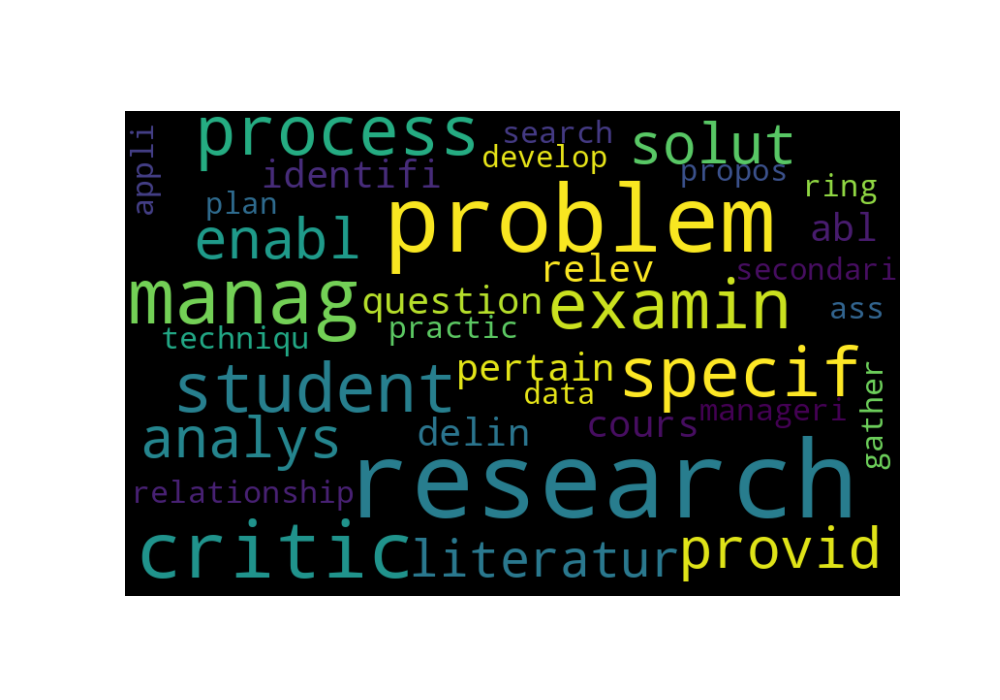 process
search
solut
appli
develop
identifi
propos
ring
plan
problem
enabl
abl
relev
secondari
manag
question
examin
ass
practic
techniqu
student
pertain
specif
data
gather
manageri
cours
analys
delin
research
relationship
critic
literatur
provid